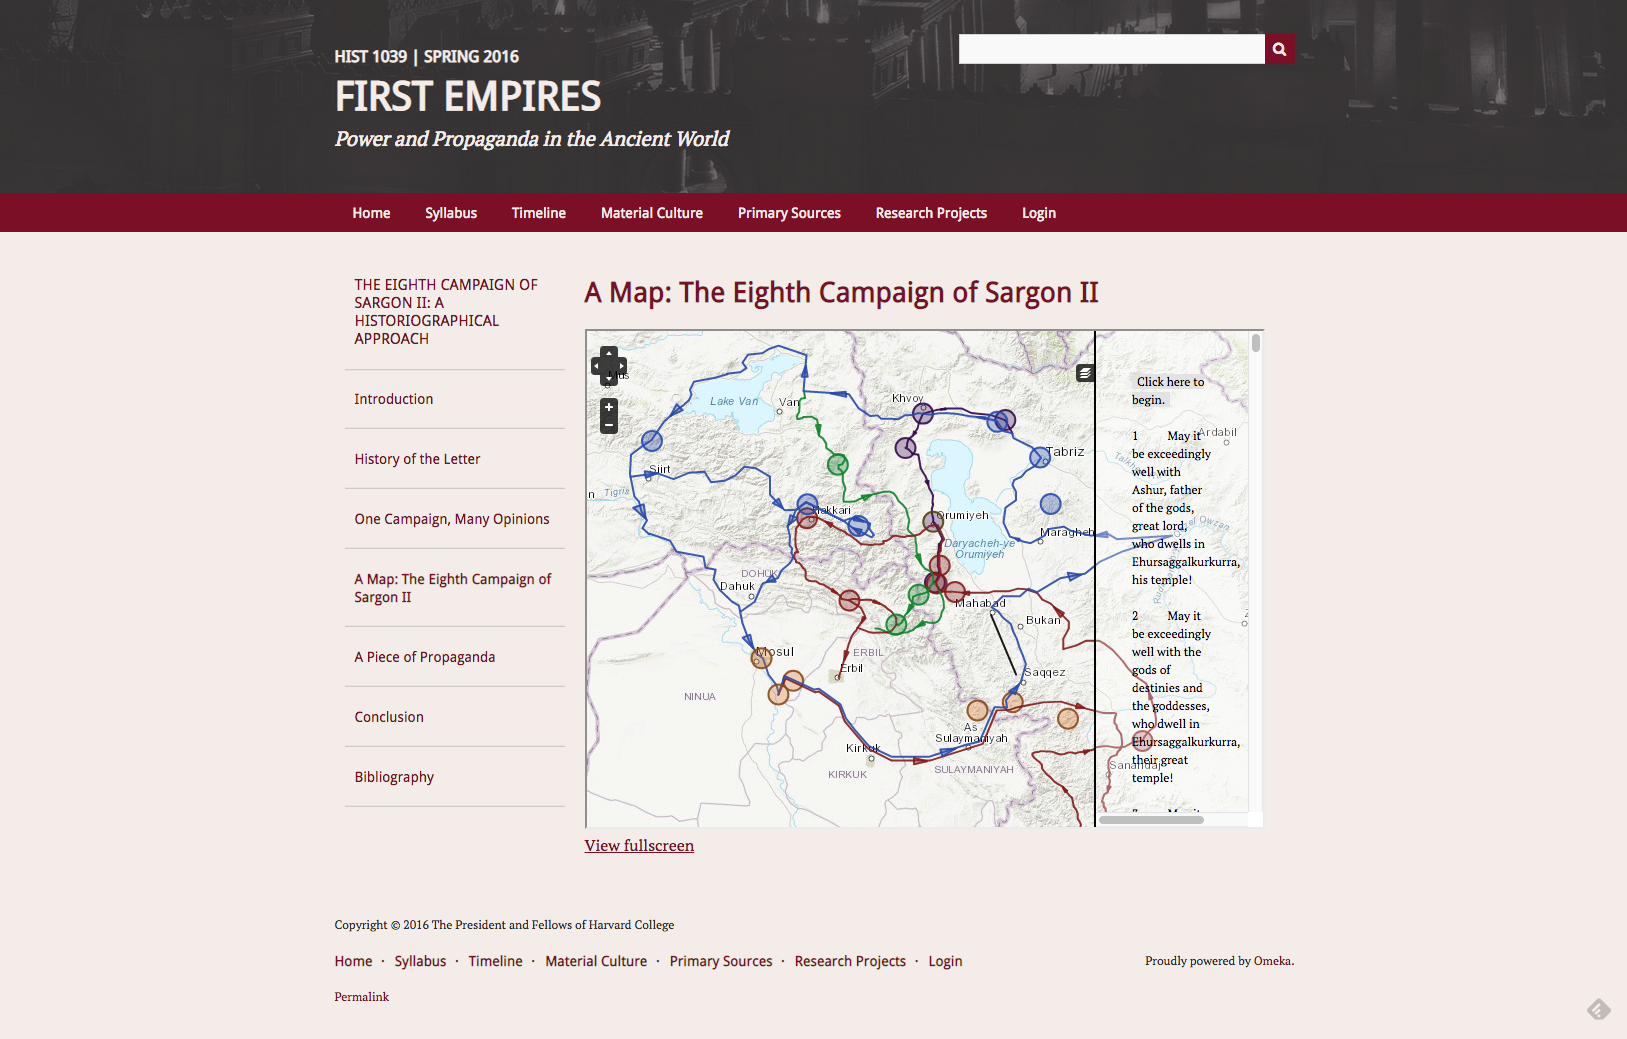 HIST 1039 | SPRING 2016
FIRST EMPIRES
Power and Propaganda in the Ancient World
Home Syllabus Timeline Material Culture Primary Sources Research Projects Login
THE EIGHTH CAMPAIGN OF
SARGON II: A
HISTORIOGRAPHICAL
APPROACH
Introduction
History of the Letter
One Campaign, Many Opinions
A Map: The Eighth Campaign of
Sargon II
A Piece of Propaganda
Conclusion
Bibliography
A Map: The Eighth Campaign of Sargon II
Lake Van
Van
Khvoy
Tabriz
Siirt
Tigris
Hakkari
Orumiyeh
Maragheh
Daryacheh-ye
Orumiyeh
DOHUK
Dahuk
Mahabad
Bukan
Mosul
ERBIL
Erbil
Saqqez
NINUA
As
Sulaymaniyah
Kirkuk
KIRKUK
SULAYMANIYAH
Ardabil
Sanandaj
Click here to
begin.
1 May it
be exceedingly
well with
Ashur, father
of the gods,
great lord,
who dwells in
Ehursaggalkurkurra,
his temple!
2 May it
be exceedingly
well with the
gods of
destinies and
the goddesses,
who dwell in
Ehursaggalkurkurra,
their great
temple!
View fullscreen
Copyright © 2016 The President and Fellows of Harvard College
Home · Syllabus · Timeline · Material Culture · Primary Sources · Research Projects · Login
Proudly powered by Omeka.
Permalink